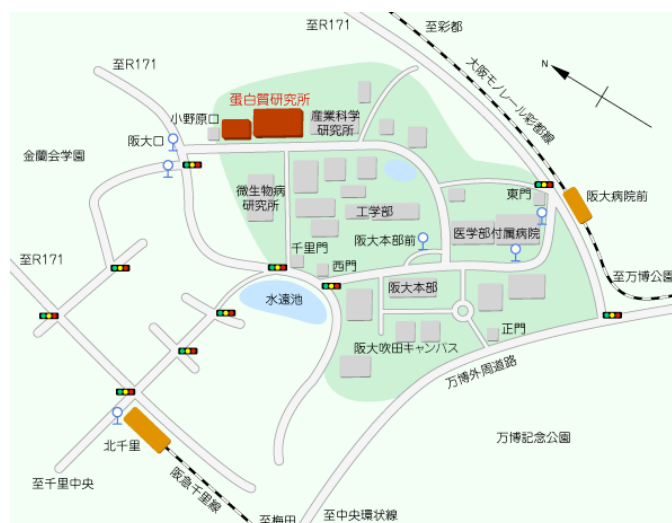 至R171
至彩都
至R171
大阪モノレール彩都線
N
蛋白質研究所
小野原口
産業科学
研究所
阪大口
金蘭会学園
微生物病
研究所
工学部
東門
阪大病院前
千里門
阪大本部前
医学部付属病院
西門
至R171
至万博公園
水遠池
阪大本部
正門
阪大吹田キャンパス
万博外周道路
北千里
万博記念公園
至千里中央
阪急千里線
至梅田
至中央環状線